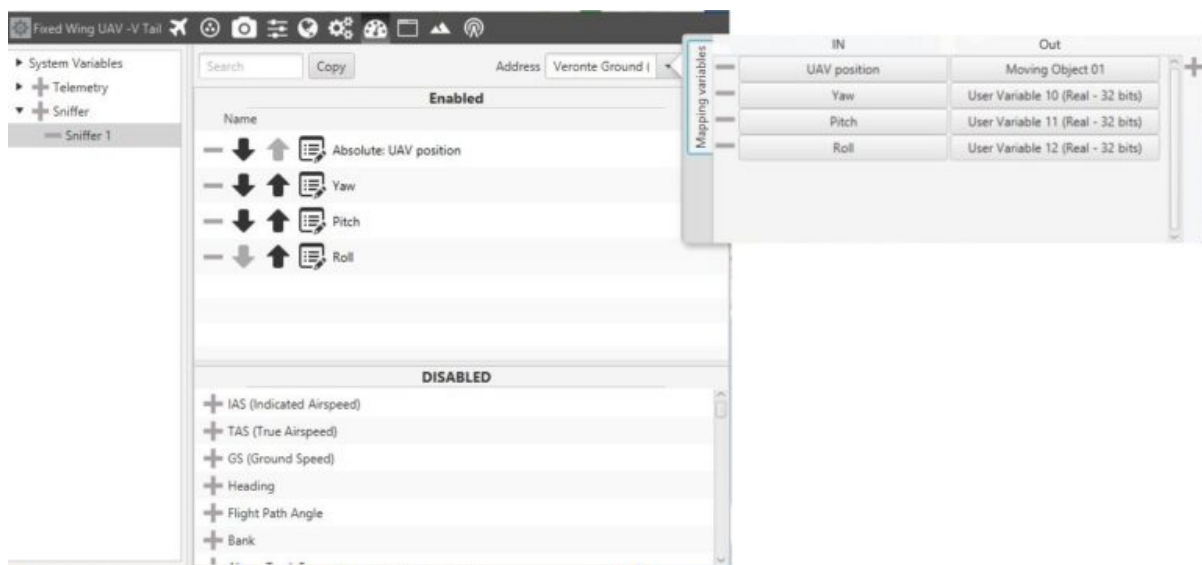 Fixed Wing UAV -V Tail
System Variables
Telemetry
Sniffer
Sniffer 1
Search
Copy
Address
Veronte Ground (
Enabled
Name
Absolute: UAV position
Yaw
Pitch
Roll
DISABLED
IAS (Indicated Airspeed)
TAS (True Airspeed)
GS (Ground Speed)
Heading
Flight Path Angle
Bank
Mapping variables
IN Out
UAV position Moving Object 01
Yaw User Variable 10 (Real - 32 bits)
Pitch User Variable 11 (Real - 32 bits)
Roll User Variable 12 (Real - 32 bits)